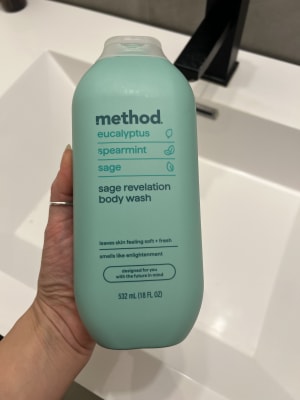 method.
eucalyptus
spearmint
sage
sage revelation
body wash
leaves skin feeling soft + fresh
smells like enlightenment
designed for you
with the future in mind
532 mL (18 FL OZ)